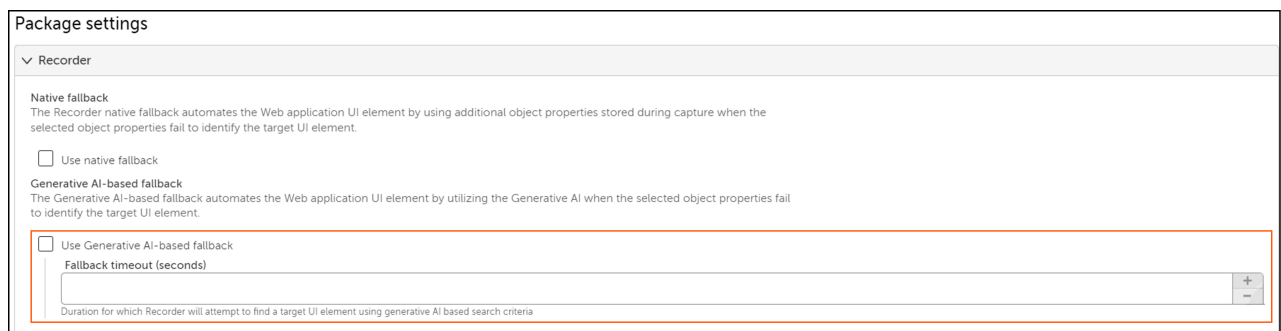 Package settings
Recorder
Native fallback
The Recorder native fallback automates the Web application UI element by using additional object properties stored during capture when the
selected object properties fail to identify the target UI element.
Use native fallback
Generative AI-based fallback
The Generative AI-based fallback automates the Web application UI element by utilizing the Generative AI when the selected object properties fail
to identify the target UI element.
Use Generative AI-based fallback
Fallback timeout (seconds)
+
−
Duration for which Recorder will attempt to find a target UI element using generative AI based search criteria